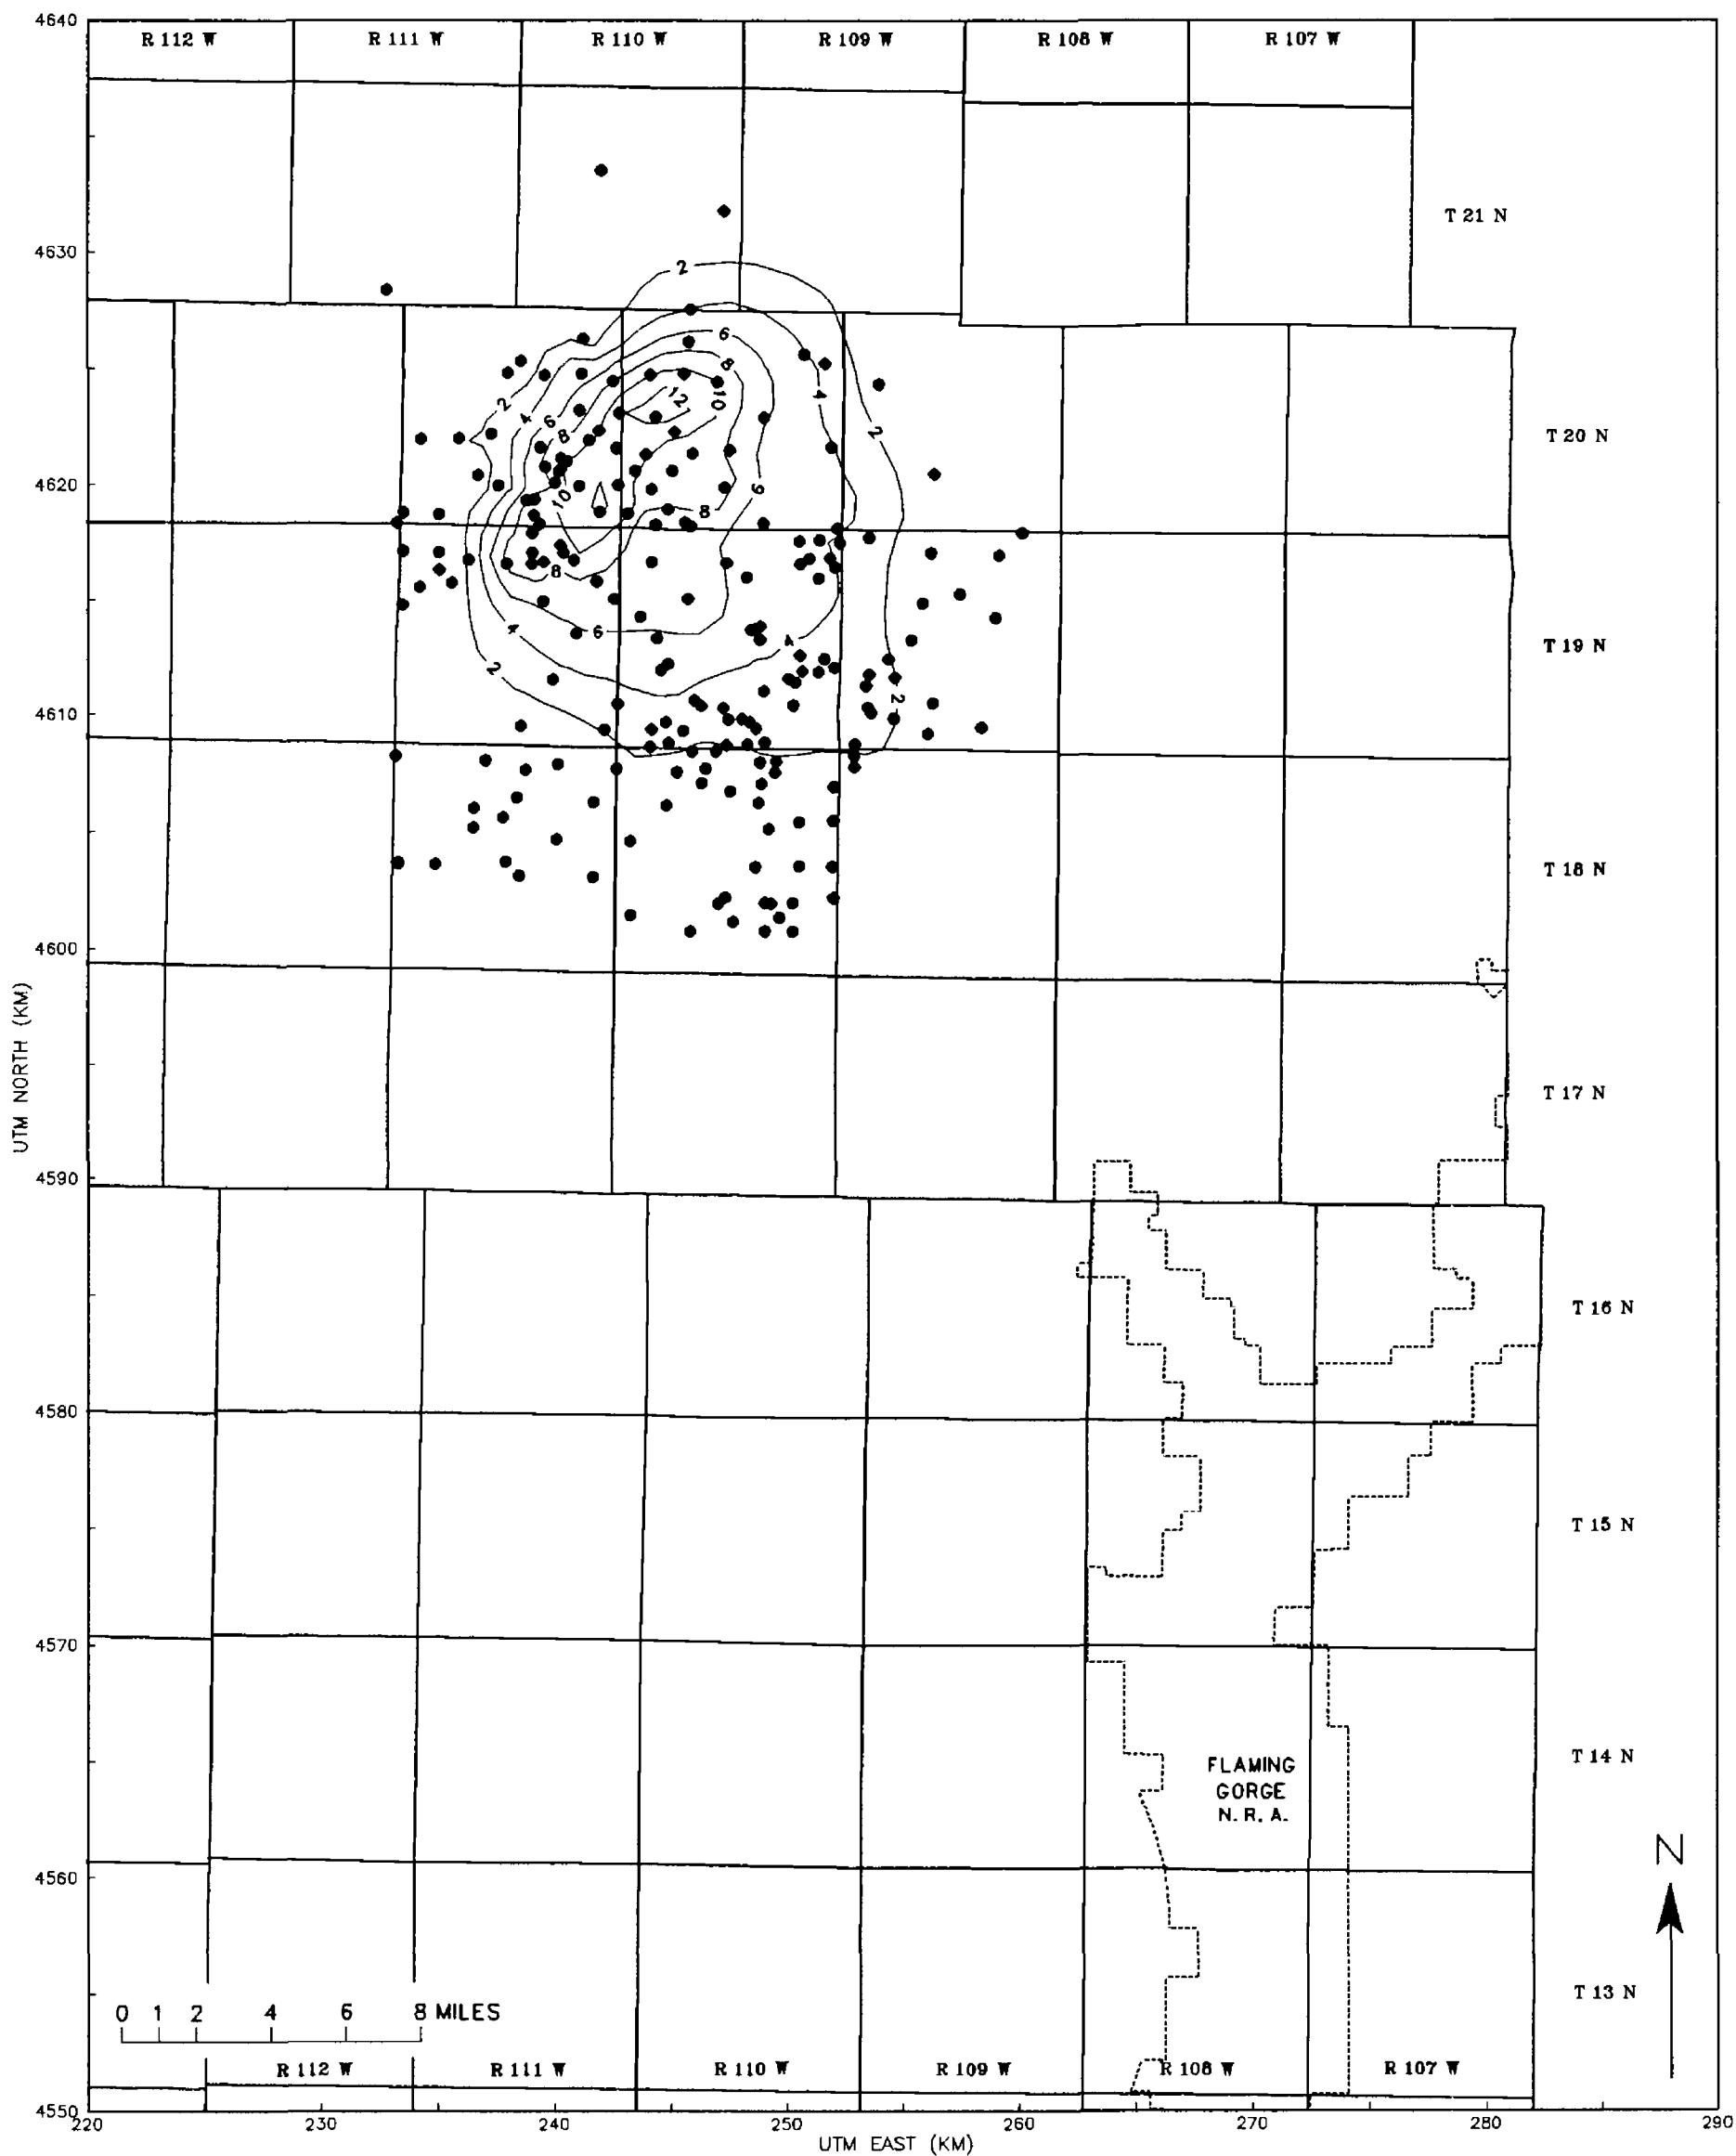 4640
R 112 W R 111 W R 110 W R 109 W R 108 W R 107 W
T 21 N
4630
2
6
8
4
12
10
2
4
6
8
2
T 20 N
4620
10
6
8
8
6
4
4
T 19 N
2
2
4610
T 18 N
4600
UTM NORTH (KM)
T 17 N
4590
T 16 N
4580
T 15 N
4570
T 14 N
FLAMING
GORGE
N. R. A.
N
4560
T 13 N
0 1 2 4 6 8 MILES
R 112 W R 111 W R 110 W R 109 W R 108 W R 107 W
4550
220 230 240 250 260 270 280 290
UTM EAST (KM)